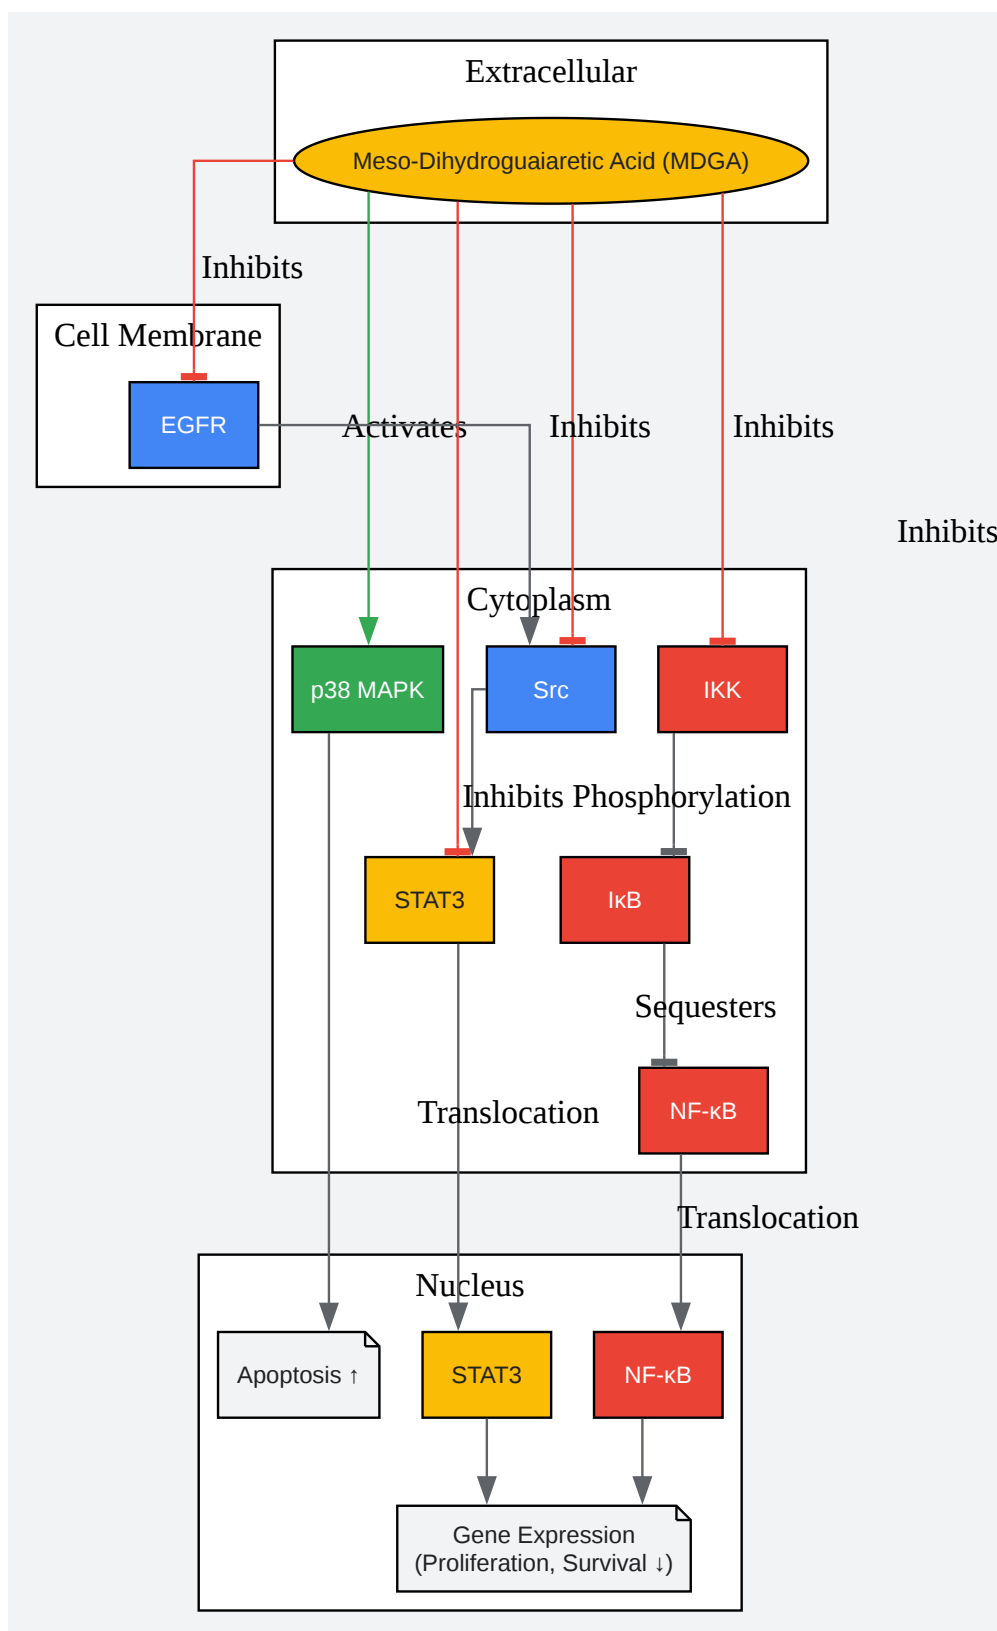 Extracellular
Meso-Dihydroguaiaretic Acid (MDGA)
Inhibits
Cell Membrane
EGFR
Activates
Inhibits
Inhibits
Inhibits
Cytoplasm
p38 MAPK
Src
IKK
Inhibits Phosphorylation
STAT3
IκB
Sequesters
NF-κB
Translocation
Translocation
Nucleus
Apoptosis ↑
STAT3
NF-κB
Gene Expression
(Proliferation, Survival ↓)